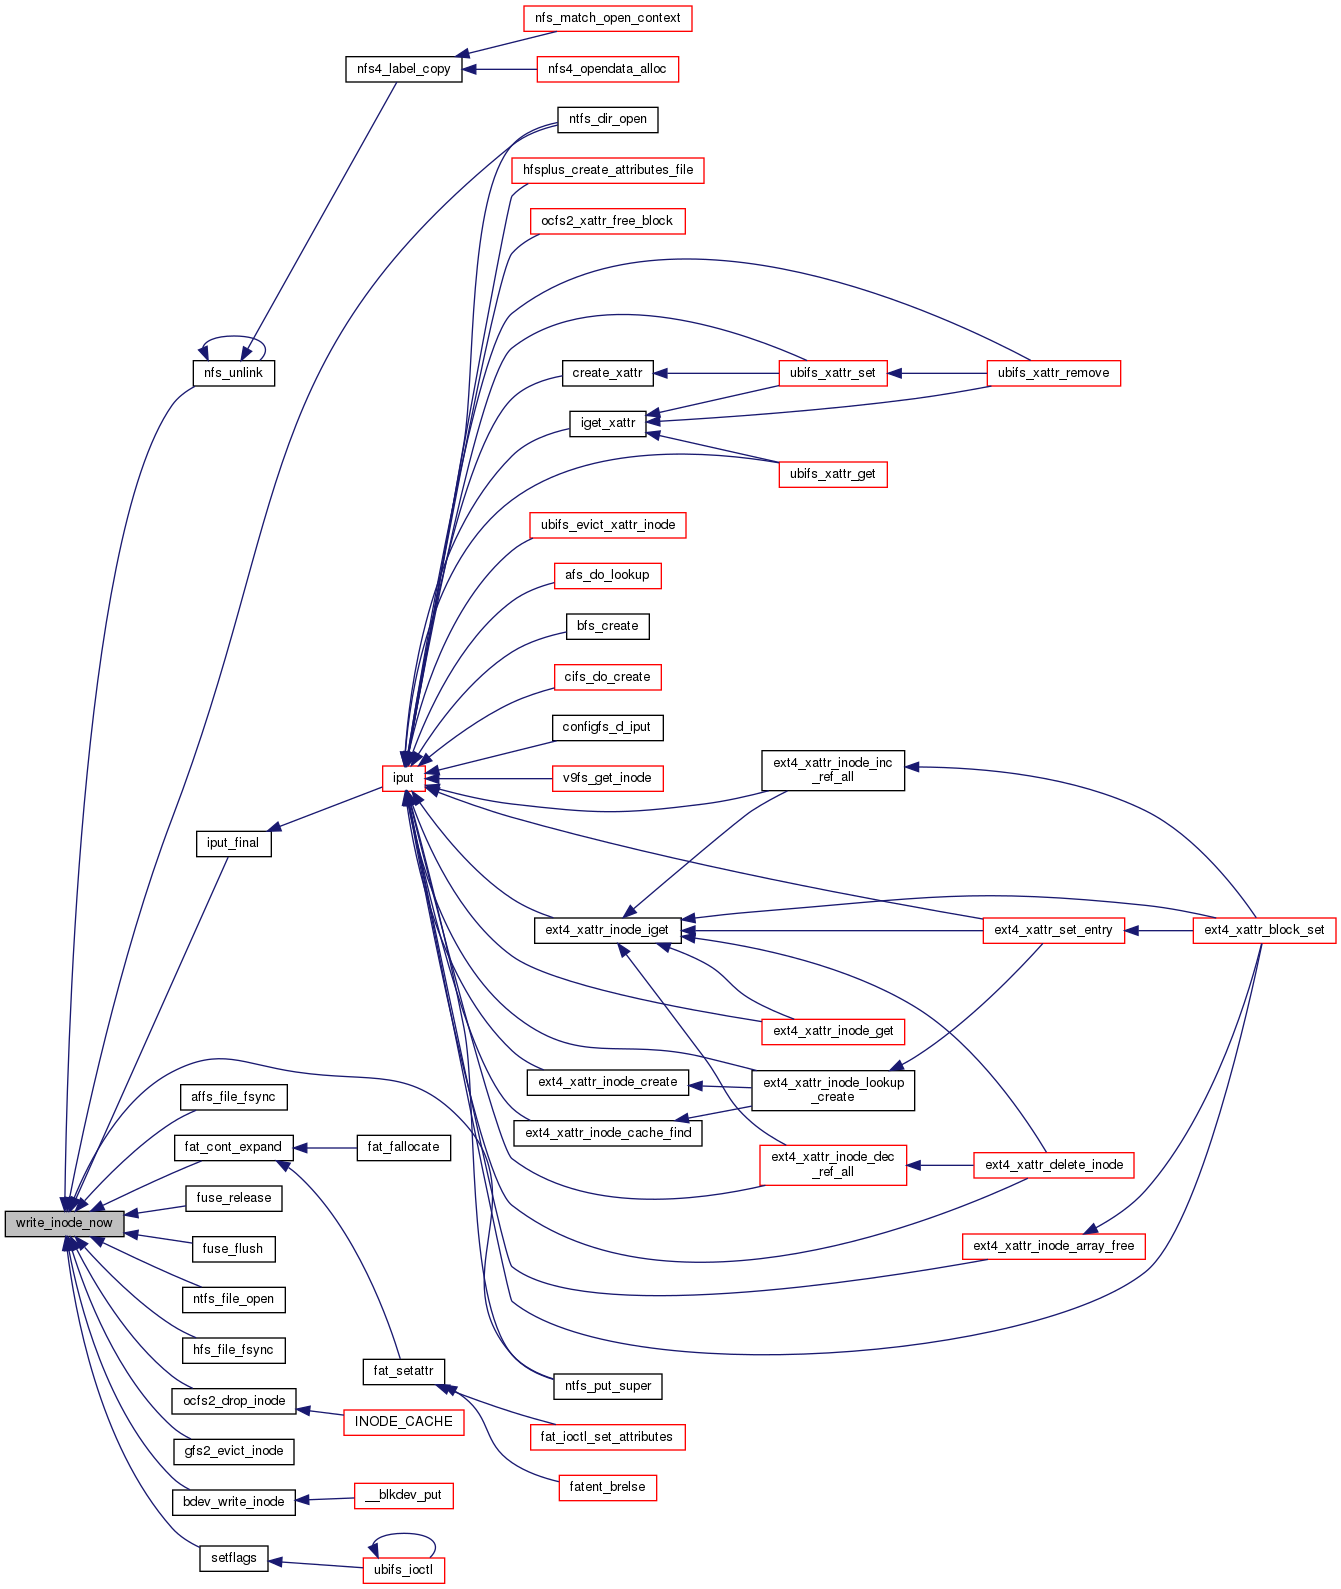 nfs_match_open_context
nfs4_label_copy
nfs4_opendata_alloc
ntfs_dir_open
hfsplus_create_attributes_file
ocfs2_xattr_free_block
nfs_unlink
create_xattr
ubifs_xattr_set
ubifs_xattr_remove
iget_xattr
ubifs_xattr_get
ubifs_evict_xattr_inode
afs_do_lookup
bfs_create
cifs_do_create
configfs_d_iput
iput
v9fs_get_inode
ext4_xattr_inode_inc
_ref_all
iput_final
ext4_xattr_inode_iget
ext4_xattr_set_entry
ext4_xattr_block_set
ext4_xattr_inode_get
affs_file_fsync
ext4_xattr_inode_create
ext4_xattr_inode_lookup
_create
fat_cont_expand
fat_fallocate
ext4_xattr_inode_cache_find
ext4_xattr_inode_dec
_ref_all
ext4_xattr_delete_inode
fuse_release
write_inode_now
fuse_flush
ext4_xattr_inode_array_free
ntfs_file_open
hfs_file_fsync
fat_setattr
ntfs_put_super
ocfs2_drop_inode
INODE_CACHE
fat_ioctl_set_attributes
gfs2_evict_inode
fatent_brelse
bdev_write_inode
__blkdev_put
setflags
ubifs_ioctl